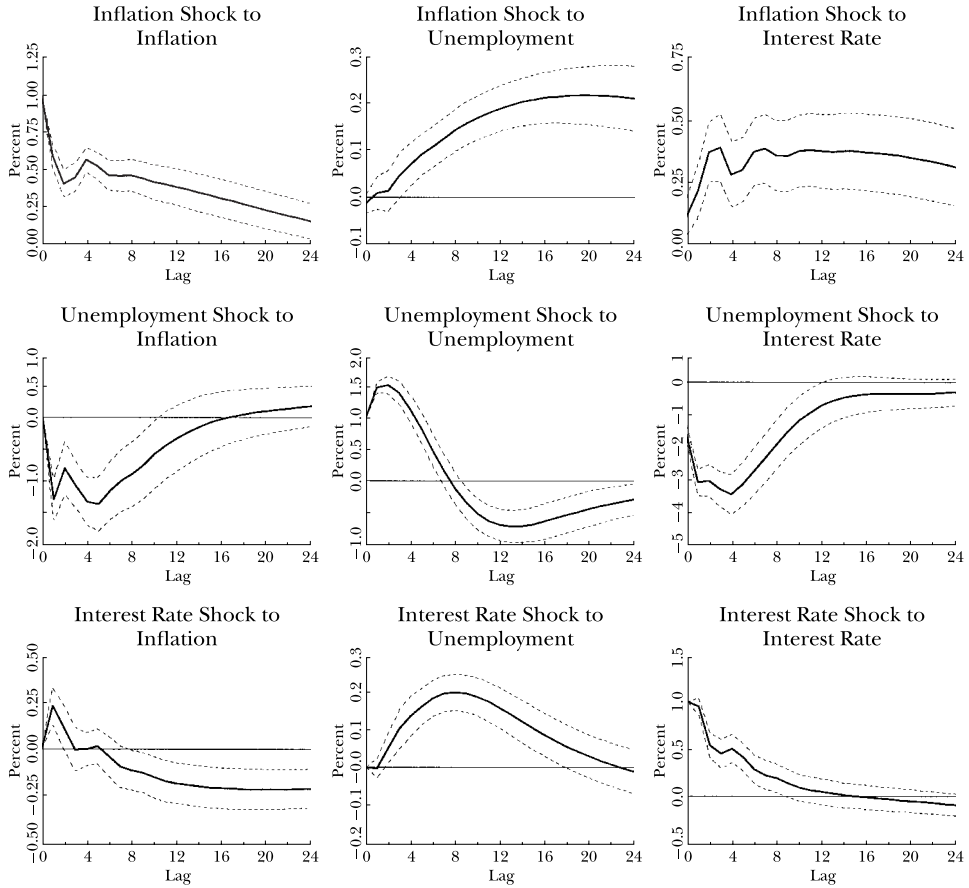 Inflation Shock to
Inflation
Percent
1.25
1.00
0.75
0.50
0.25
0.00
0 4 8 12 16 20 24
Lag
Inflation Shock to
Unemployment
Percent
0.3
0.2
0.1
0.0
−0.1
0 4 8 12 16 20 24
Lag
Inflation Shock to
Interest Rate
Percent
0.75
0.50
0.25
0.00
0 4 8 12 16 20 24
Lag
Unemployment Shock to
Inflation
Percent
1.0
0.5
0.0
−1.0
−2.0
0 4 8 12 16 20 24
Lag
Unemployment Shock to
Unemployment
Percent
2.0
1.5
1.0
0.5
0.0
−1.0
0 4 8 12 16 20 24
Lag
Unemployment Shock to
Interest Rate
Percent
1
0
−1
−2
−3
−4
−5
0 4 8 12 16 20 24
Lag
Interest Rate Shock to
Inflation
Percent
0.50
0.25
0.00
−0.25
−0.50
0 4 8 12 16 20 24
Lag
Interest Rate Shock to
Unemployment
Percent
0.3
0.2
0.1
−0.0
−0.1
−0.2
0 4 8 12 16 20 24
Lag
Interest Rate Shock to
Interest Rate
Percent
1.5
1.0
0.5
0.0
−0.5
0 4 8 12 16 20 24
Lag